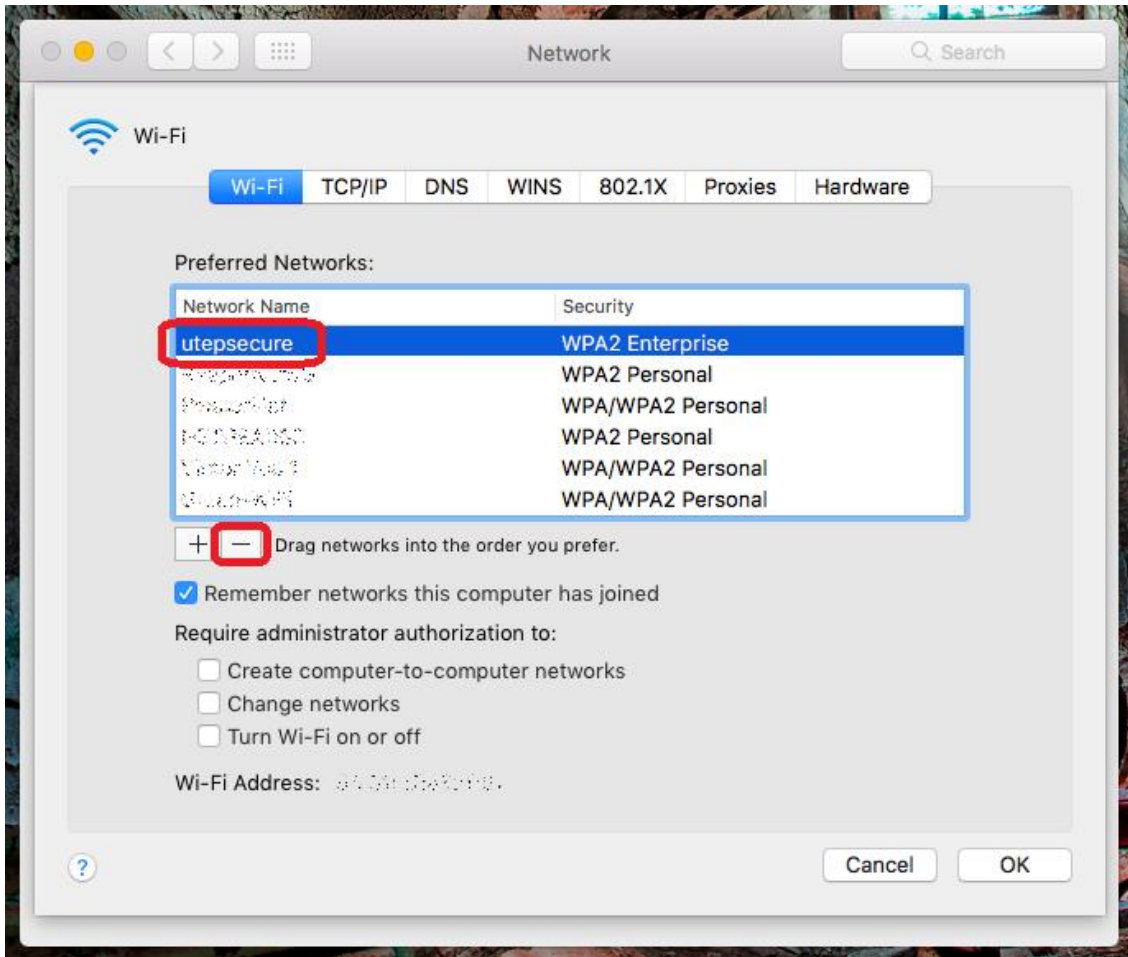 Network
Search
Wi-Fi
Wi-Fi TCP/IP DNS WINS 802.1X Proxies Hardware
Preferred Networks:
Network Name Security
utepsecure WPA2 Enterprise
WPA2 Personal
WPA/WPA2 Personal
WPA2 Personal
WPA/WPA2 Personal
WPA/WPA2 Personal
+ − Drag networks into the order you prefer.
Remember networks this computer has joined
Require administrator authorization to:
Create computer-to-computer networks
Change networks
Turn Wi-Fi on or off
Wi-Fi Address:
? Cancel OK